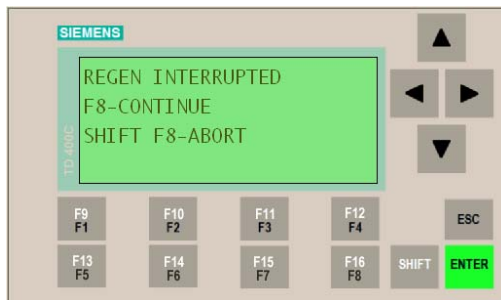 SIEMENS
REGEN INTERRUPTED
F8-CONTINUE
SHIFT F8-ABORT
TD 400C
F9 F10 F11 F12
F1 F2 F3 F4
ESC
F13 F14 F15 F16
F5 F6 F7 F8
SHIFT ENTER